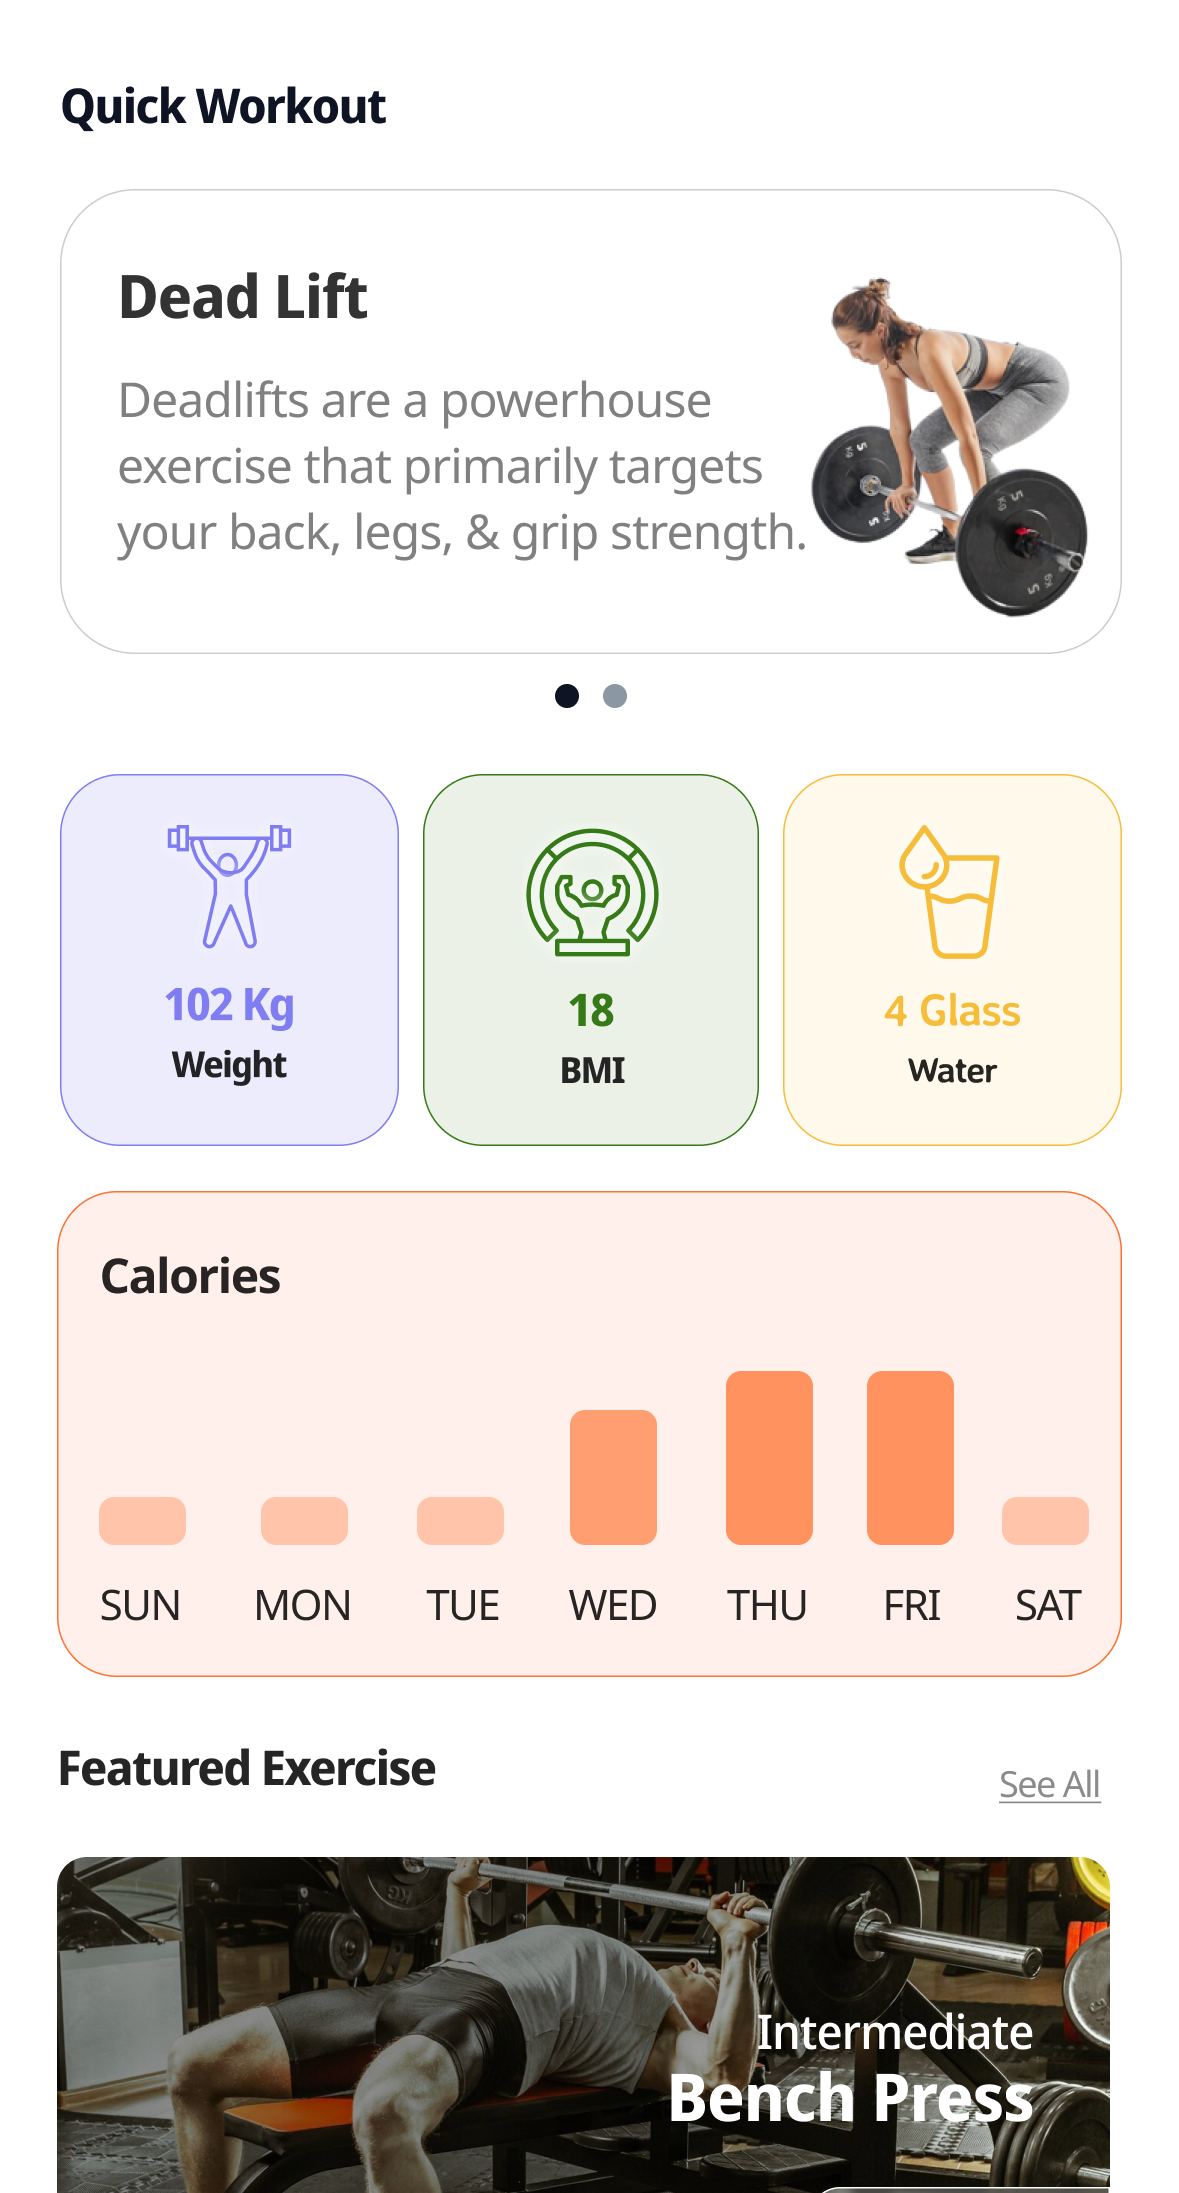 Quick Workout
Dead Lift
Deadlifts are a powerhouse
exercise that primarily targets
your back, legs, & grip strength.
102 Kg
Weight
18
BMI
4 Glass
Water
Calories
SUN MON TUE WED THU FRI SAT
Featured Exercise
See All
Intermediate
Bench Press